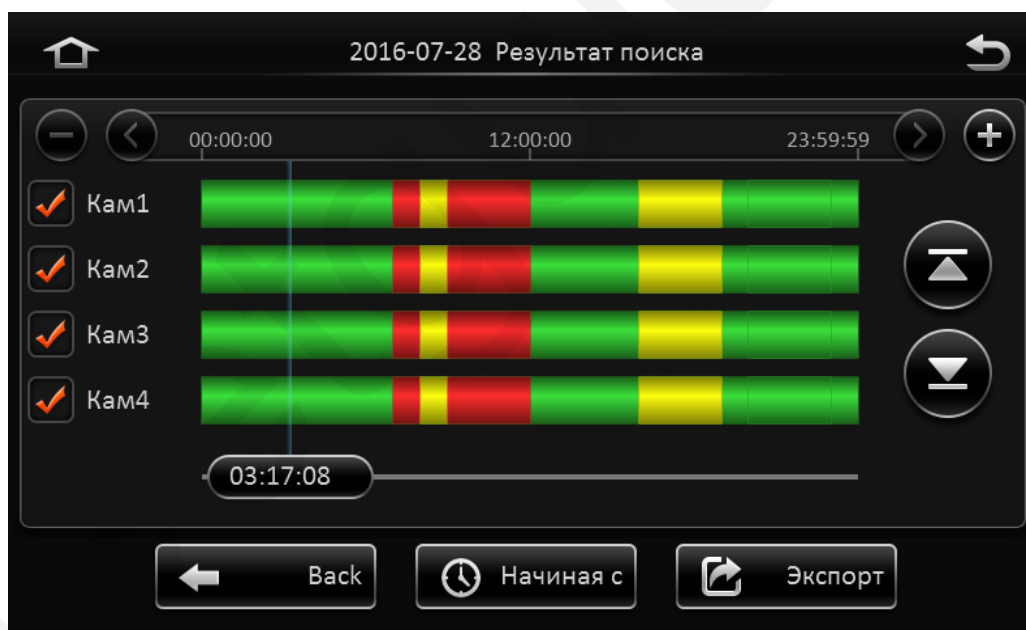 2016-07-28 Результат поиска
00:00:00 12:00:00 23:59:59
Кам1
Кам2
Кам3
Кам4
03:17:08
Back Начиная с Экспорт